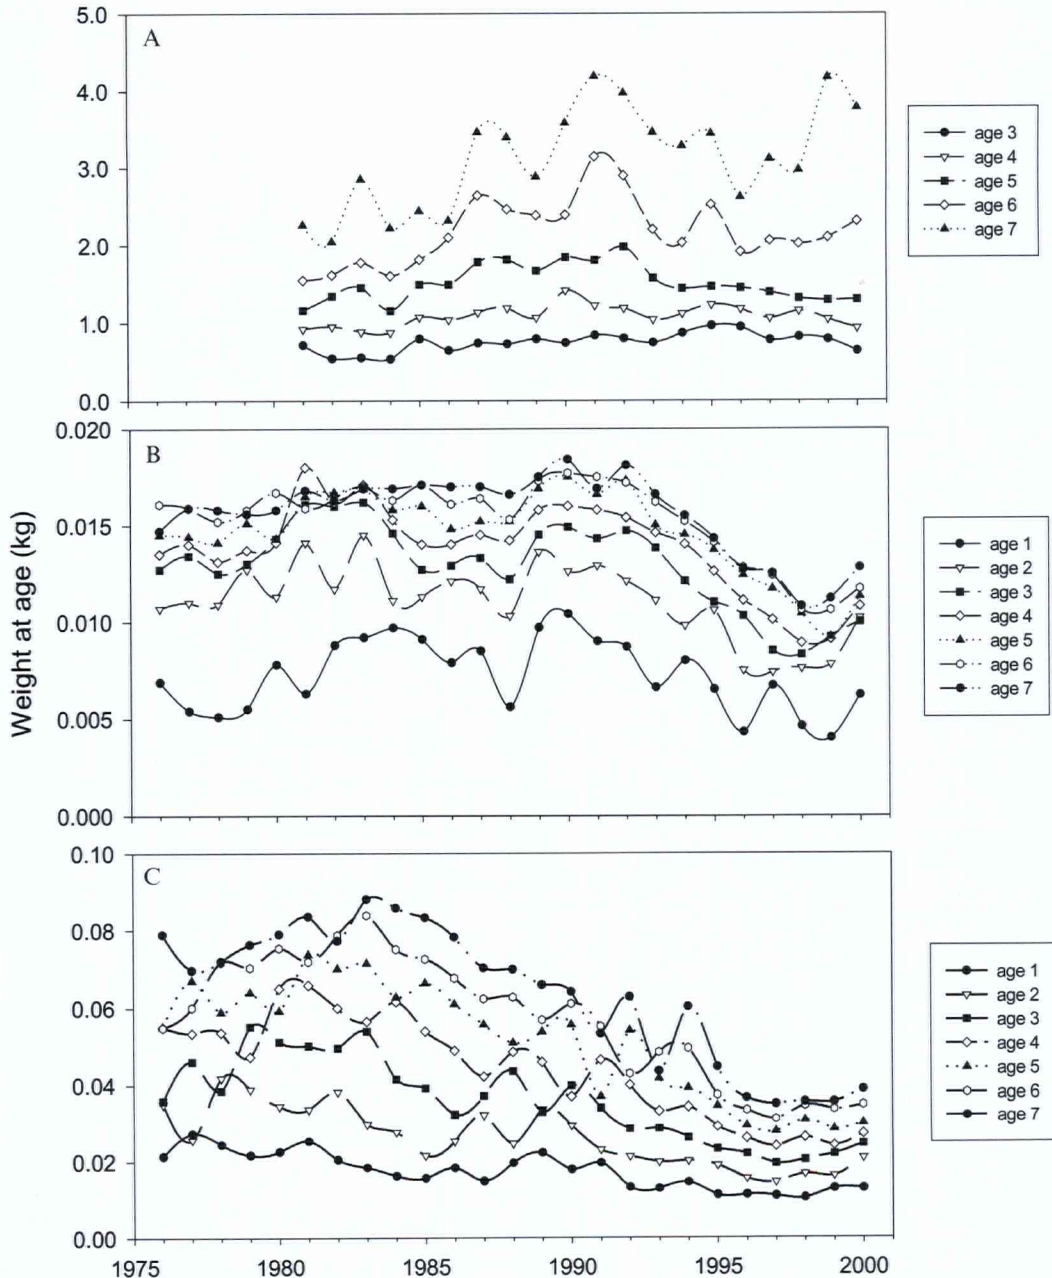 5.0
A
4.0
3.0
2.0
1.0
0.0
age 3
age 4
age 5
age 6
age 7
Weight at age (kg)
0.020
B
0.015
0.010
0.005
0.000
age 1
age 2
age 3
age 4
age 5
age 6
age 7
0.10
C
0.08
0.06
0.04
0.02
0.00
age 1
age 2
age 3
age 4
age 5
age 6
age 7
1975 1980 1985 1990 1995 2000